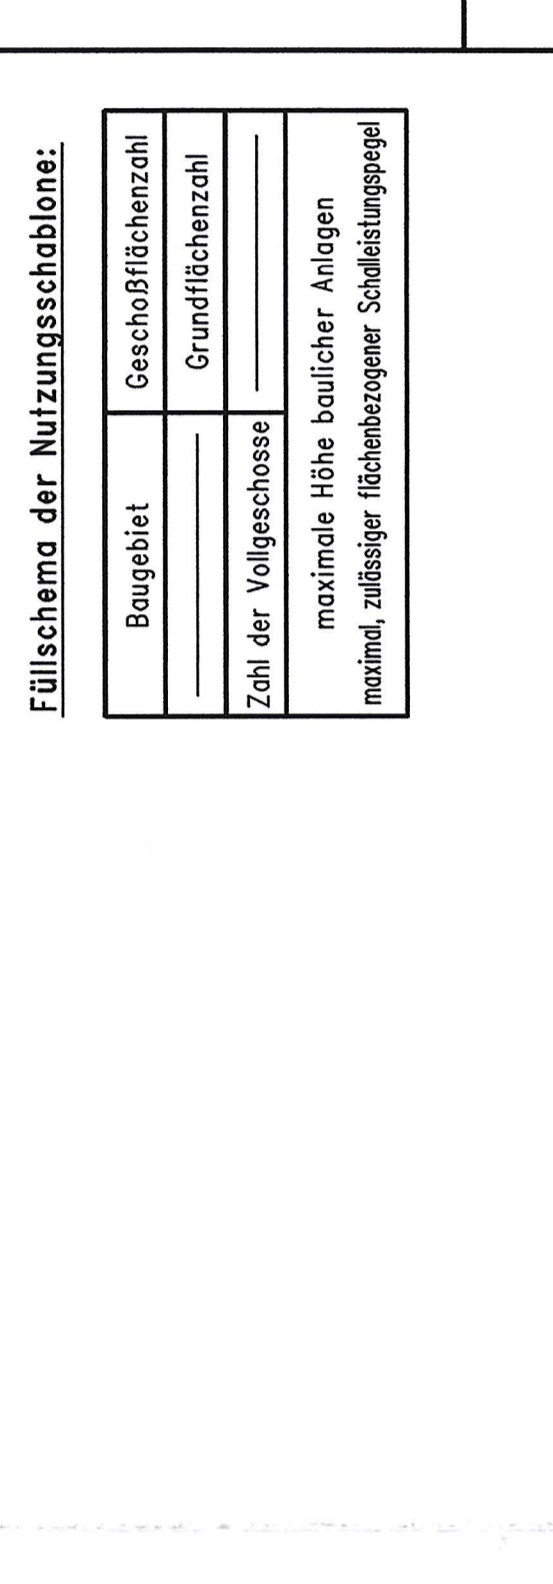 Füllschema der Nutzungsschablone:
Baugebiet Geschoßflächenzahl
Grundflächenzahl
Zahl der Vollgeschosse
maximale Höhe baulicher Anlagen
maximal, zulässiger flächenbezogener Schalleistungspegel